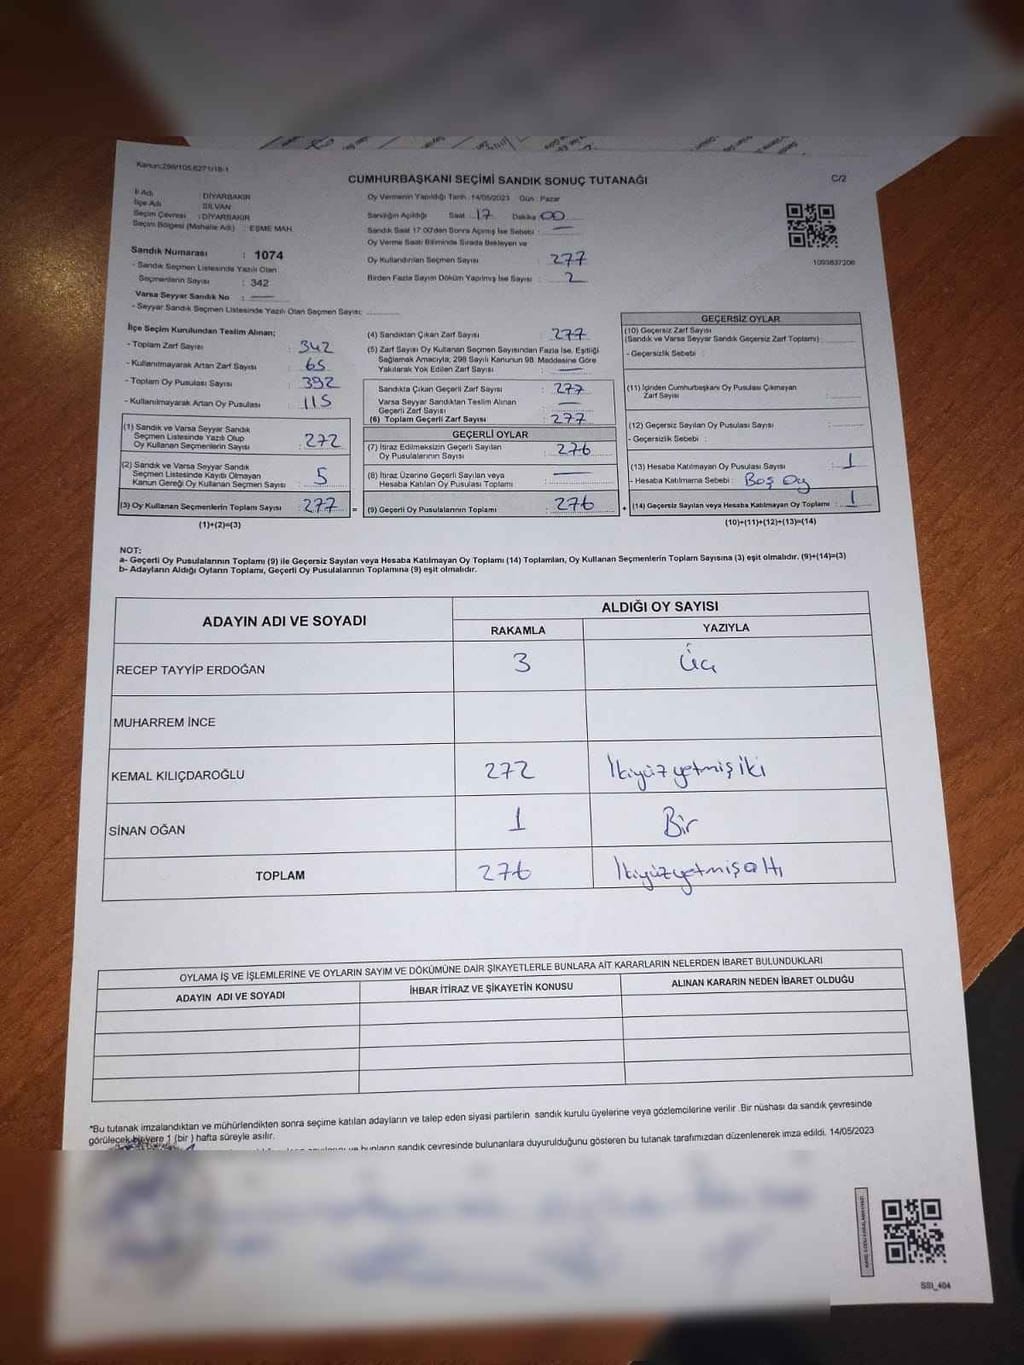 Kanun:298/105,6271/18-1
CUMHURBAŞKANI SEÇİMİ SANDIK SONUÇ TUTANAĞI
C/2
İl Adı : DİYARBAKIR
İlçe Adı : SİLVAN
Seçim Çevresi : DİYARBAKIR
Seçim Bölgesi (Mahalle Adı) : EŞME MAH.
Oy Vermenin Yapıldığı Tarih : 14/05/2023 Gün : Pazar
Sandığın Açıldığı Saat : 17 Dakika : 00
Sandık Saat 17:00'den Sonra Açılmış İse Sebebi :
Oy Verme Saati Bitiminde Sırada Bekleyen ve
Oy Kullandırılan Seçmen Sayısı : 277
Birden Fazla Sayım Döküm Yapılmış İse Sayısı : 2
1093837206
Sandık Numarası : 1074
- Sandık Seçmen Listesinde Yazılı Olan
Seçmenlerin Sayısı : 342
Varsa Seyyar Sandık No :
- Seyyar Sandık Seçmen Listesinde Yazılı Olan Seçmen Sayısı:
İlçe Seçim Kurulundan Teslim Alınan;
- Toplam Zarf Sayısı : 342
- Kullanılmayarak Artan Zarf Sayısı : 65
- Toplam Oy Pusulası Sayısı : 392
- Kullanılmayarak Artan Oy Pusulası : 115
(1) Sandık ve Varsa Seyyar Sandık
Seçmen Listesinde Yazılı Olup
Oy Kullanan Seçmenlerin Sayısı : 272
(2) Sandık ve Varsa Seyyar Sandık
Seçmen Listesinde Kayıtlı Olmayan
Kanun Gereği Oy Kullanan Seçmen Sayısı : 5
(3) Oy Kullanan Seçmenlerin Toplam Sayısı : 277
(1)+(2)=(3)
(4) Sandıktan Çıkan Zarf Sayısı : 277
(5) Zarf Sayısı Oy Kullanan Seçmen Sayısından Fazla İse, Eşitliği
Sağlamak Amacıyla; 298 Sayılı Kanunun 98. Maddesine Göre
Yakılarak Yok Edilen Zarf Sayısı :
Sandıkta Çıkan Geçerli Zarf Sayısı : 277
Varsa Seyyar Sandıktan Teslim Alınan
Geçerli Zarf Sayısı :
(6) Toplam Geçerli Zarf Sayısı : 277
GEÇERLİ OYLAR
(7) İtiraz Edilmeksizin Geçerli Sayılan
Oy Pusulalarının Sayısı : 276
(8) İtiraz Üzerine Geçerli Sayılan veya
Hesaba Katılan Oy Pusulası Toplamı :
= (9) Geçerli Oy Pusulalarının Toplamı : 276
GEÇERSİZ OYLAR
(10) Geçersiz Zarf Sayısı
(Sandık ve Varsa Seyyar Sandık Geçersiz Zarf Toplamı) :
- Geçersizlik Sebebi :
(11) İçinden Cumhurbaşkanı Oy Pusulası Çıkmayan
Zarf Sayısı :
(12) Geçersiz Sayılan Oy Pusulası Sayısı :
- Geçersizlik Sebebi :
(13) Hesaba Katılmayan Oy Pusulası Sayısı : 1
- Hesaba Katılmama Sebebi : Boş Oy
+ (14) Geçersiz Sayılan veya Hesaba Katılmayan Oy Toplamı : 1
(10)+(11)+(12)+(13)=(14)
NOT:
a- Geçerli Oy Pusulalarının Toplamı (9) ile Geçersiz Sayılan veya Hesaba Katılmayan Oy Toplamı (14) Toplamları, Oy Kullanan Seçmenlerin Toplam Sayısına (3) eşit olmalıdır. (9)+(14)=(3)
b- Adayların Aldığı Oyların Toplamı, Geçerli Oy Pusulalarının Toplamına (9) eşit olmalıdır.
ADAYIN ADI VE SOYADI
ALDIĞI OY SAYISI
RAKAMLA YAZIYLA
RECEP TAYYİP ERDOĞAN 3 Üç
MUHARREM İNCE
KEMAL KILIÇDAROĞLU 272 İkiyüzyetmişiki
SİNAN OĞAN 1 Bir
TOPLAM 276 İkiyüzyetmişaltı
OYLAMA İŞ VE İŞLEMLERİNE VE OYLARIN SAYIM VE DÖKÜMÜNE DAİR ŞİKAYETLERLE BUNLARA AİT KARARLARIN NELERDEN İBARET BULUNDUKLARI
ADAYIN ADI VE SOYADI İHBAR İTİRAZ VE ŞİKAYETİN KONUSU ALINAN KARARIN NEDEN İBARET OLDUĞU
*Bu tutanak imzalandıktan ve mühürlendikten sonra seçime katılan adayların ve talep eden siyasi partilerin sandık kurulu üyelerine veya gözlemcilerine verilir. Bir nüshası da sandık çevresinde
görülecek bir yere 1 (bir ) hafta süreyle asılır.
bunların sandık çevresinde bulunanlara duyurulduğunu gösteren bu tutanak tarafımızdan düzenlenerek imza edildi. 14/05/2023
SSI_404